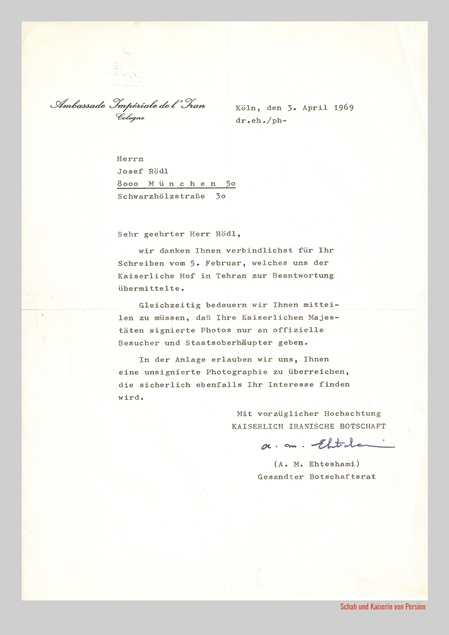 Ambassade Impériale de l'Iran
Cologne
Köln, den 3. April 1969
dr.eh./ph-
Herrn
Josef Rödl
8000 München 50
Schwarzhölzstraße 30
Sehr geehrter Herr Rödl,
wir danken Ihnen verbindlichst für Ihr
Schreiben vom 5. Februar, welches uns der
Kaiserliche Hof in Tehran zur Beantwortung
übermittelte.
Gleichzeitig bedauern wir Ihnen mittei-
len zu müssen, daß Ihre Kaiserlichen Majes-
täten signierte Photos nur an offizielle
Besucher und Staatsoberhäupter geben.
In der Anlage erlauben wir uns, Ihnen
eine unsignierte Photographie zu überreichen,
die sicherlich ebenfalls Ihr Interesse finden
wird.
Mit vorzüglicher Hochachtung
KAISERLICH IRANISCHE BOTSCHAFT
a. m. Ehteshami
(A. M. Ehteshami)
Gesandter Botschaftsrat
Schah und Kaiserin von Persien